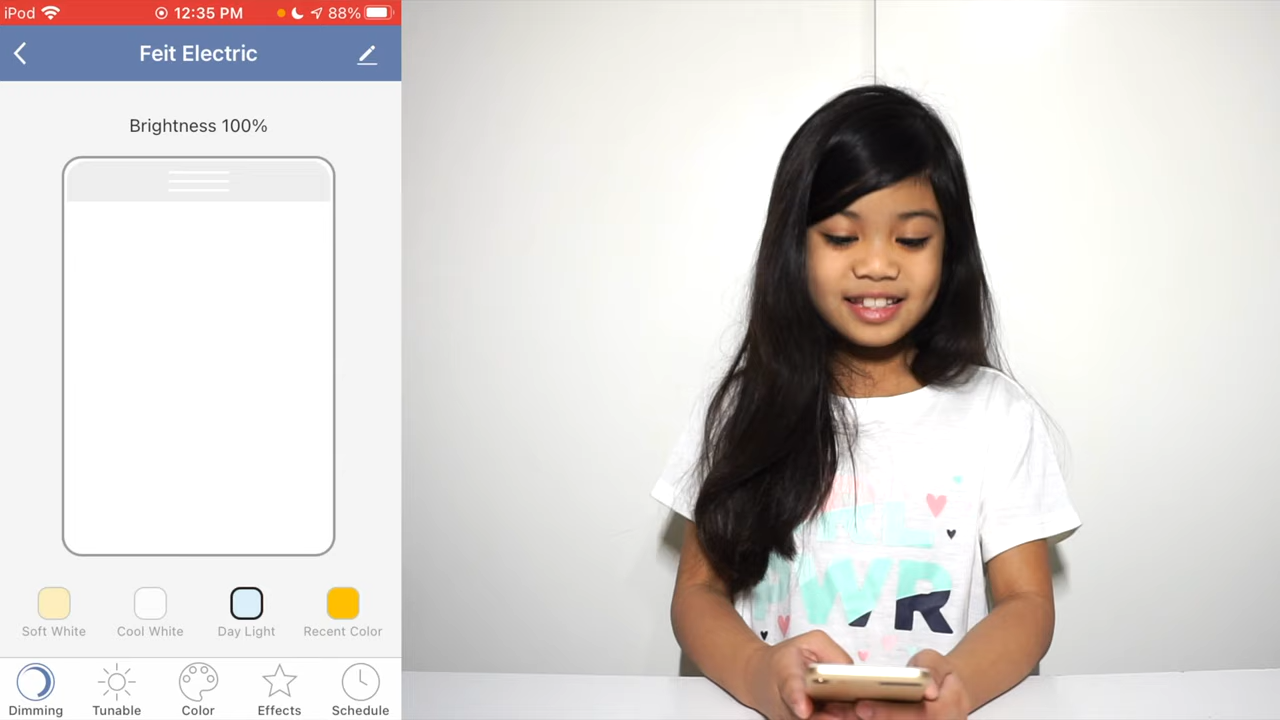 iPod 12:35 PM 88%
Feit Electric
Brightness 100%
Soft White Cool White Day Light Recent Color
Dimming Tunable Color Effects Schedule
PWR